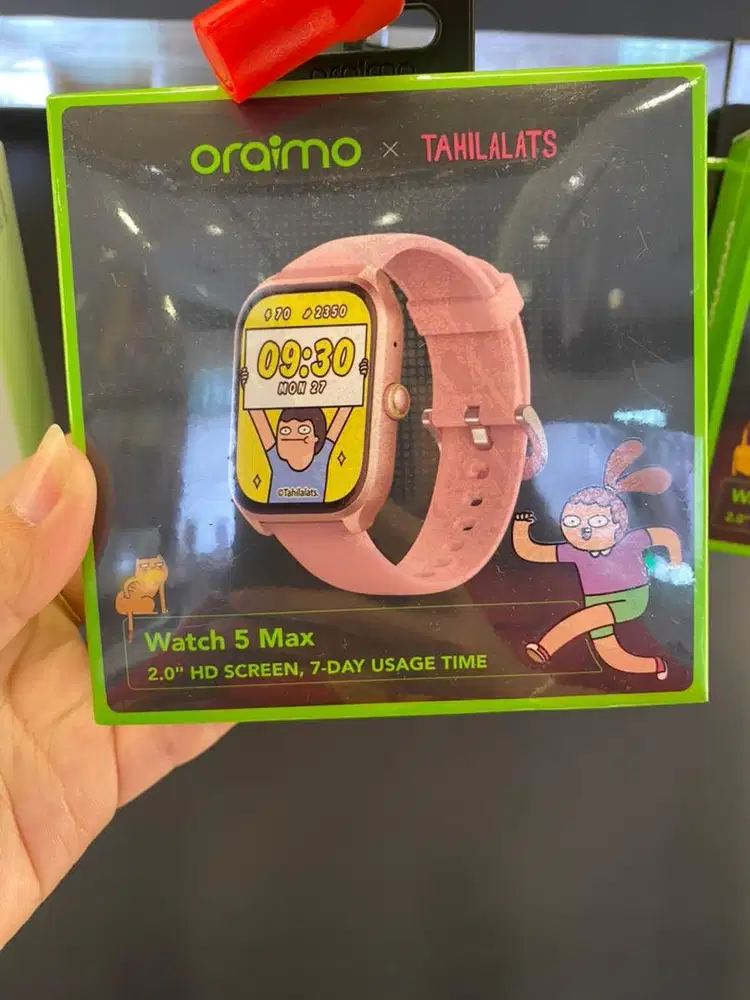 oraimo
oraimo × TAHILALATS
70 2350
09:30
MON 27
©Tahilalats.
Watch 5 Max
2.0" HD SCREEN, 7-DAY USAGE TIME